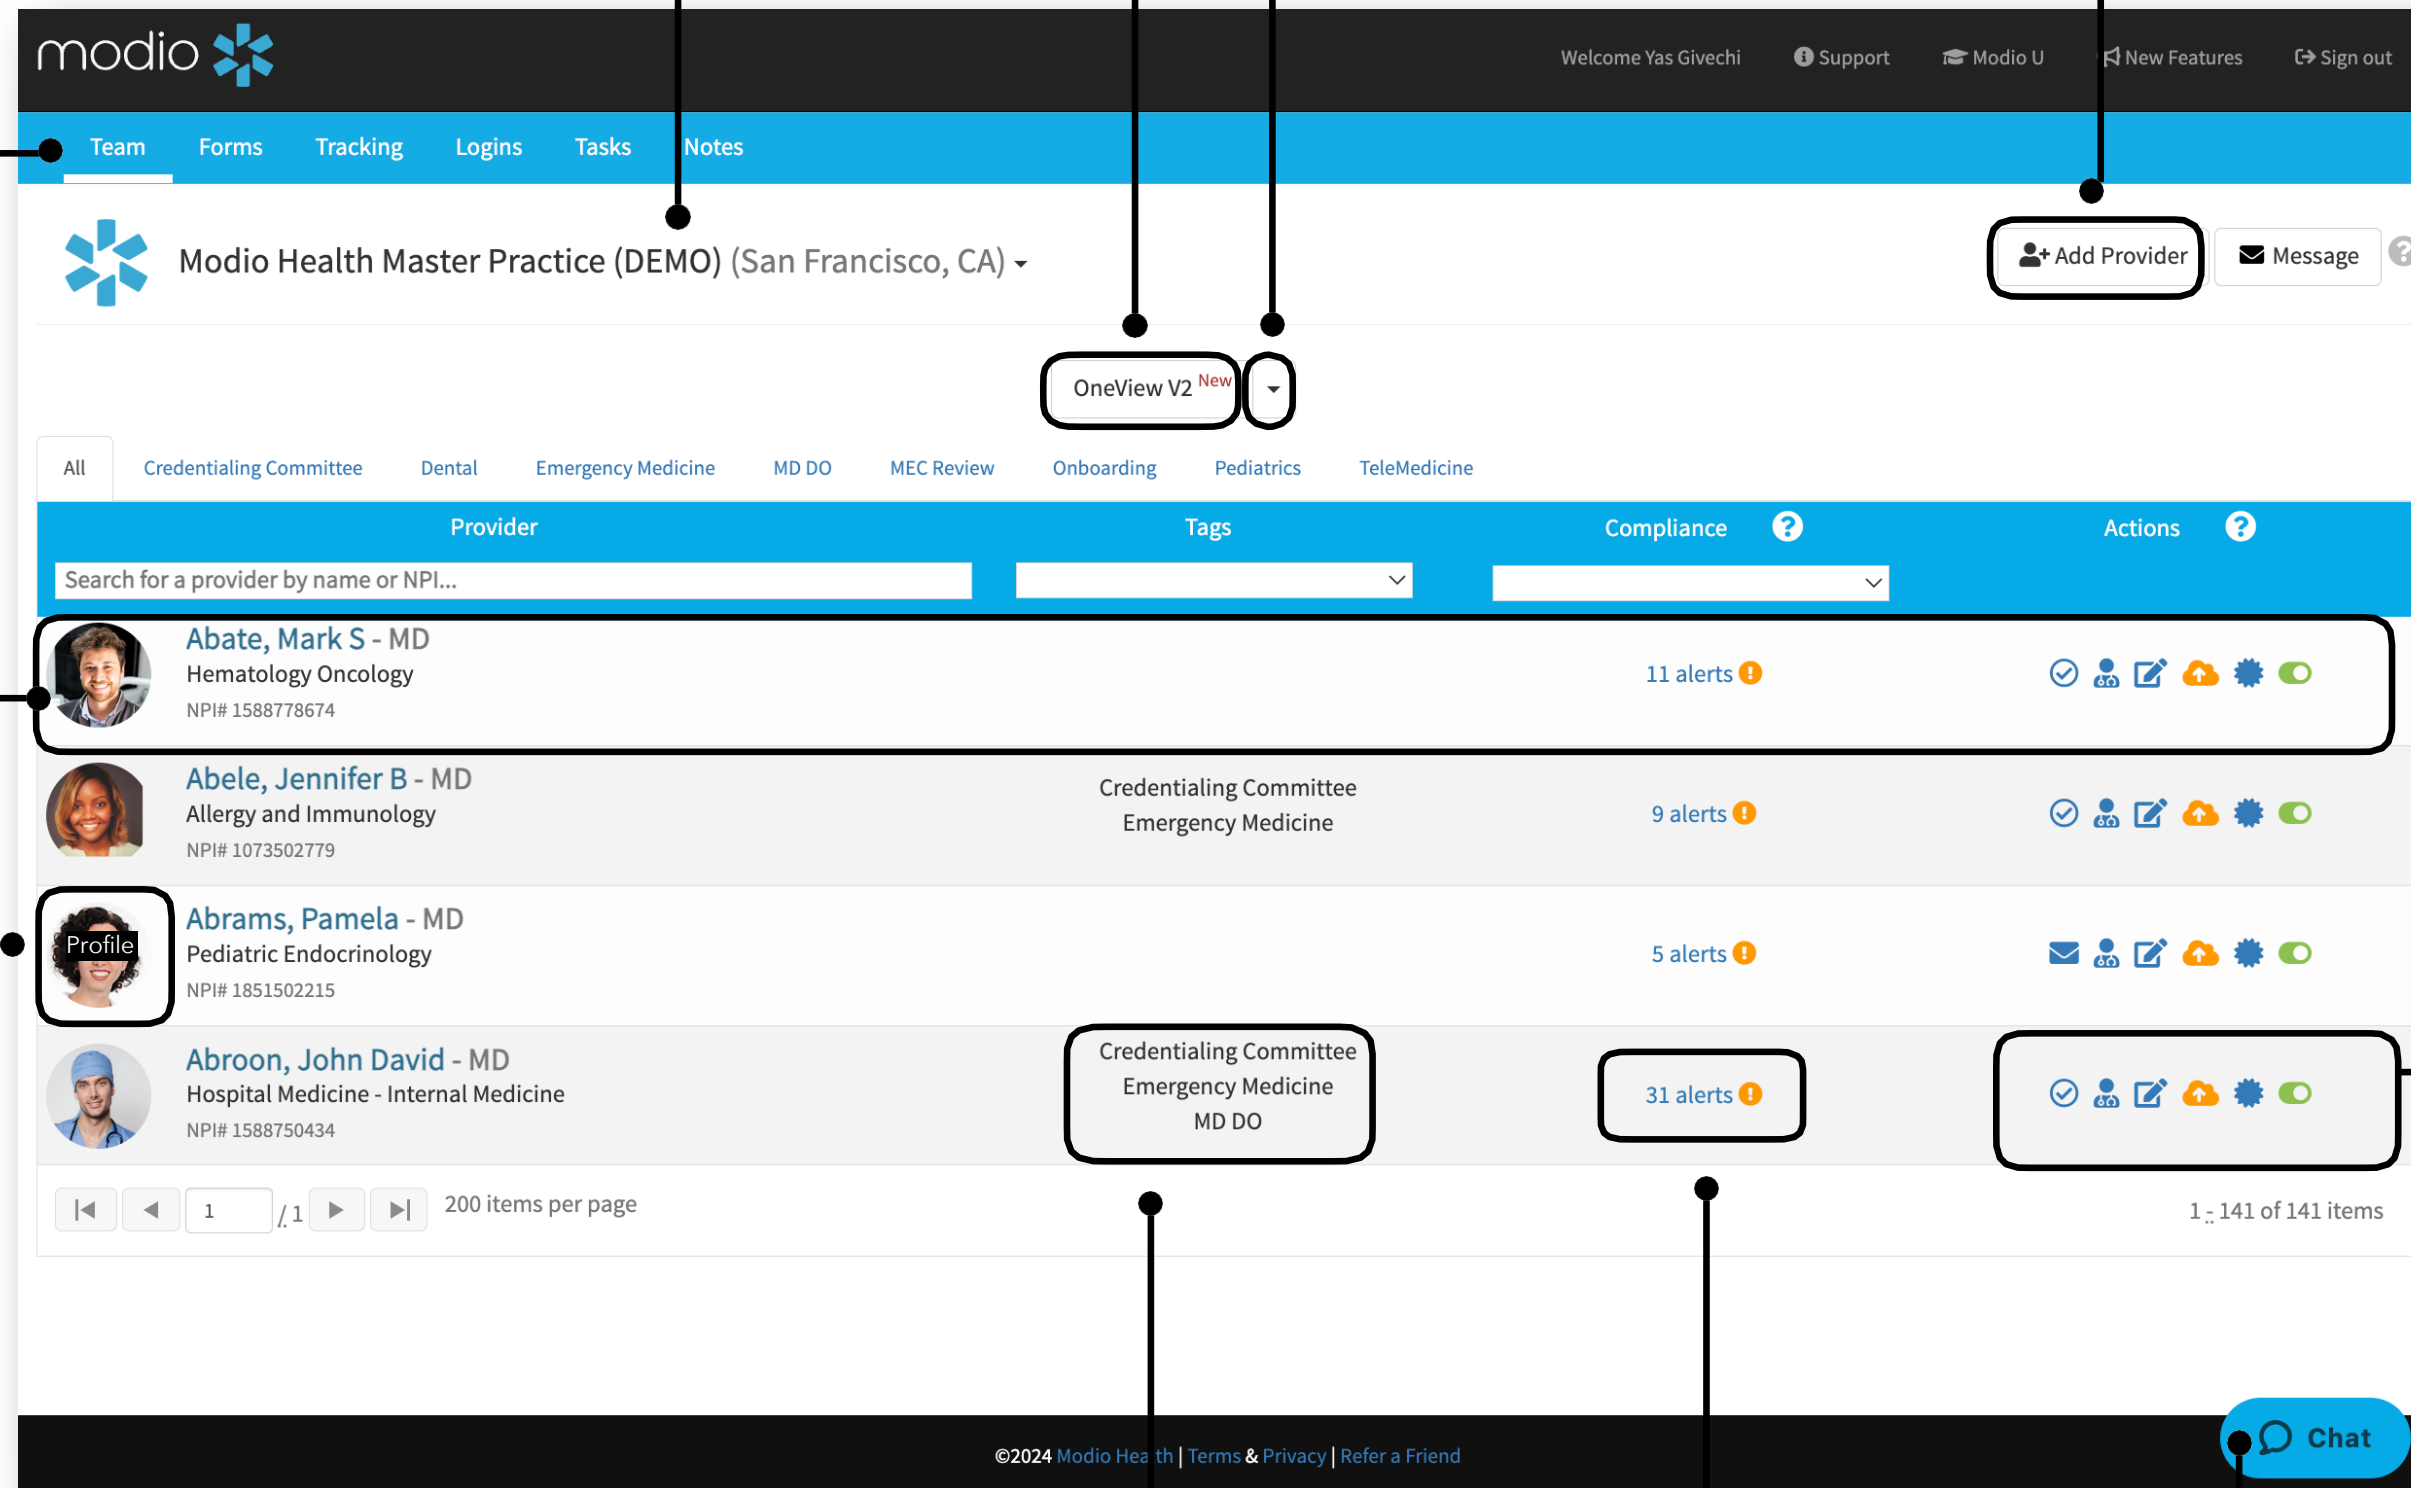 modio
Welcome Yas Givechi
Support
Modio U
New Features
Sign out
Team
Forms
Tracking
Logins
Tasks
Notes
Modio Health Master Practice (DEMO) (San Francisco, CA)
Add Provider
Message
OneView V2 New
All
Credentialing Committee
Dental
Emergency Medicine
MD DO
MEC Review
Onboarding
Pediatrics
TeleMedicine
Provider
Tags
Compliance ?
Actions ?
Search for a provider by name or NPI...
Abate, Mark S - MD
Hematology Oncology
NPI# 1588778674
11 alerts
Abele, Jennifer B - MD
Allergy and Immunology
NPI# 1073502779
Credentialing Committee
Emergency Medicine
9 alerts
Profile
Abrams, Pamela - MD
Pediatric Endocrinology
NPI# 1851502215
5 alerts
Abroon, John David - MD
Hospital Medicine - Internal Medicine
NPI# 1588750434
Credentialing Committee
Emergency Medicine
MD DO
31 alerts
1 / 1
200 items per page
1 - 141 of 141 items
©2024 Modio Health | Terms & Privacy | Refer a Friend
Chat